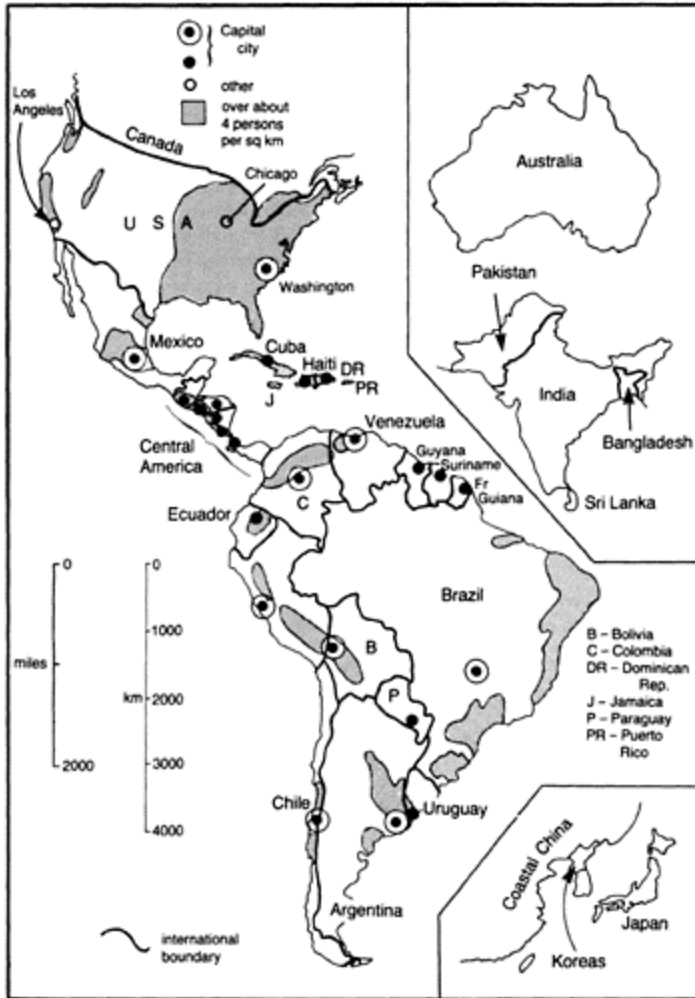 Capital
city
other
over about
4 persons
per sq km
Los
Angeles
Canada
Chicago
U S A
Washington
Mexico
Cuba
Haiti
DR
J
PR
Central
America
Venezuela
Guyana
Suriname
Fr
Guiana
C
Ecuador
Brazil
B
P
Chile
Uruguay
Argentina
0
miles
2000
0
1000
km
2000
3000
4000
international
boundary
Australia
Pakistan
India
Bangladesh
Sri Lanka
B – Bolivia
C – Colombia
DR – Dominican
Rep.
J – Jamaica
P – Paraguay
PR – Puerto
Rico
Coastal China
Japan
Koreas